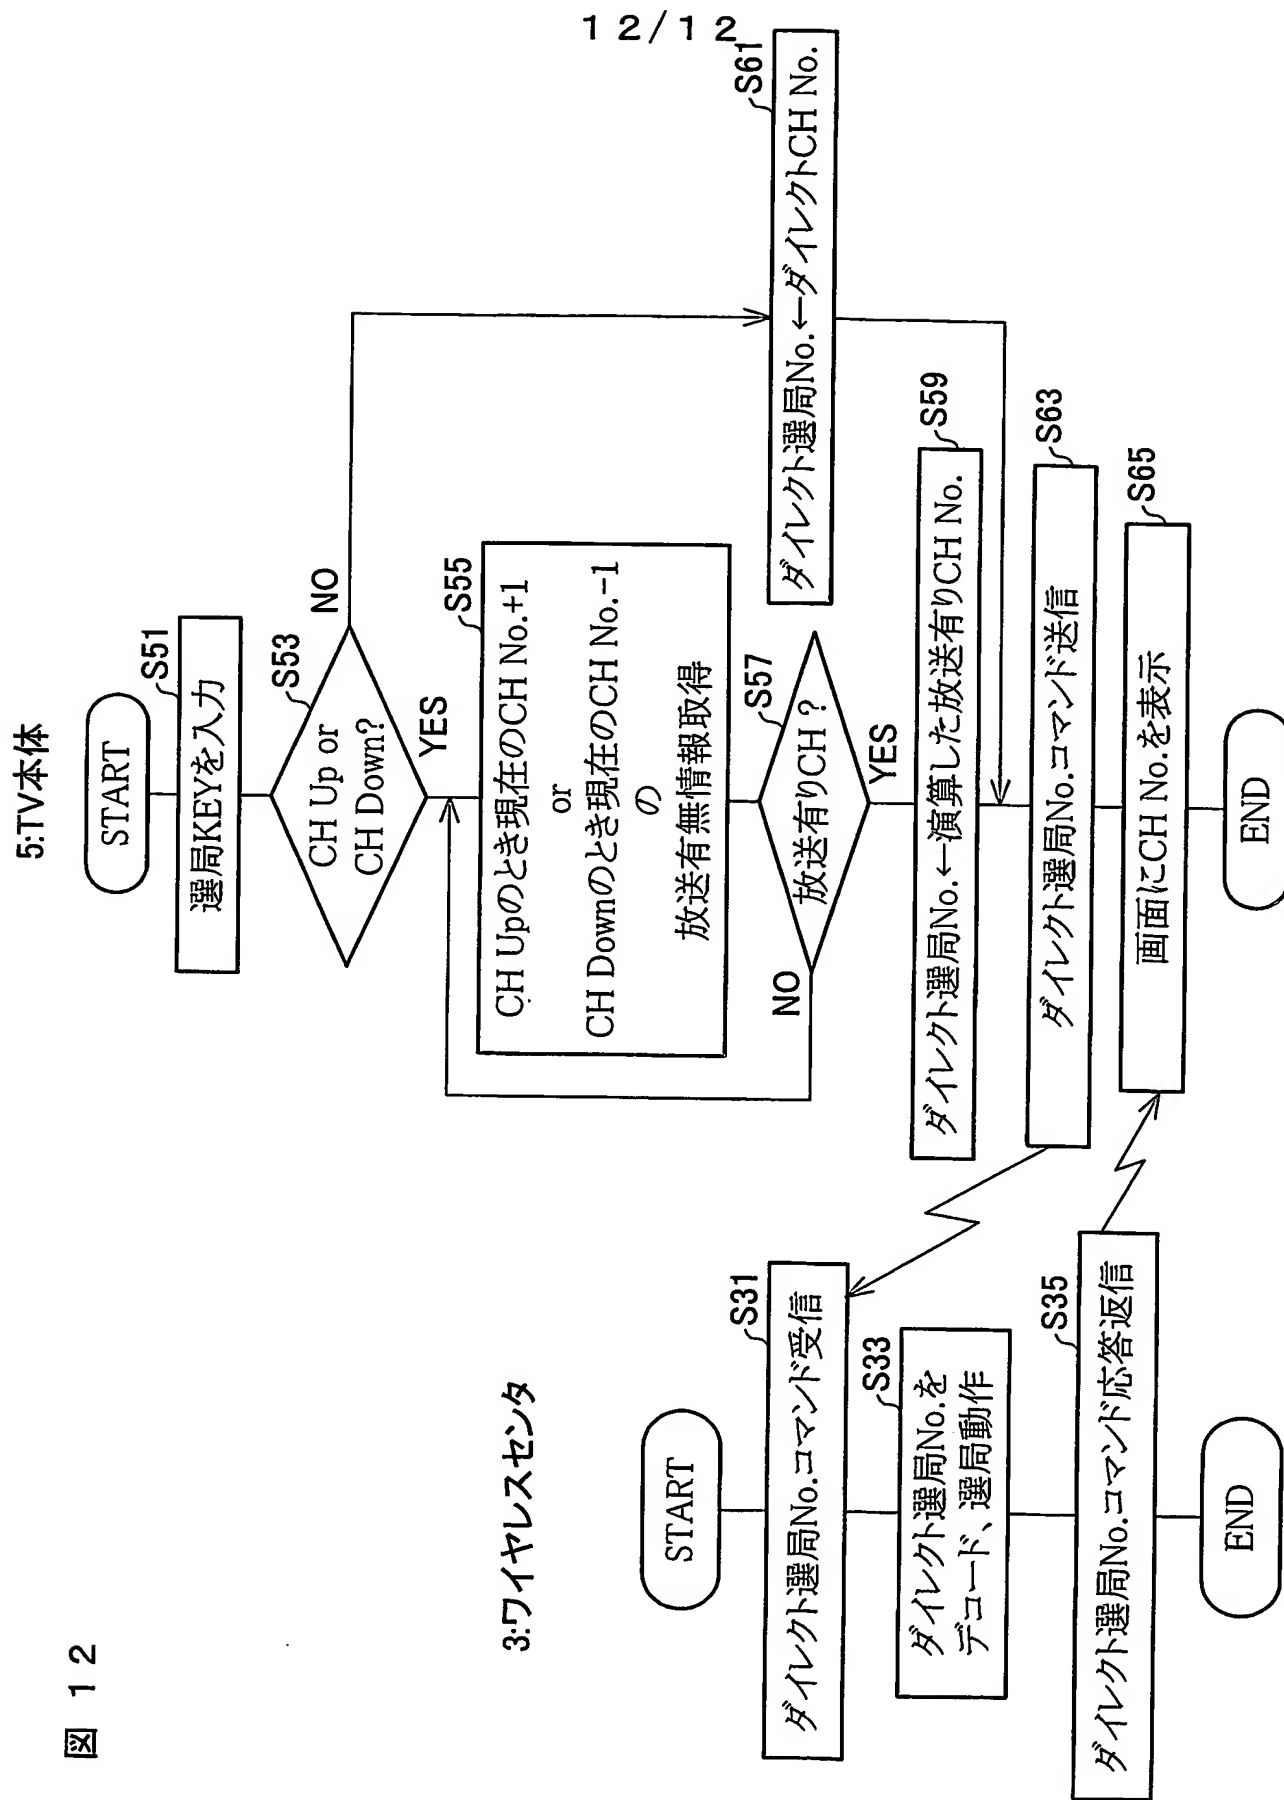 12/12
図 12
5:TV本体
START
S51
選局KEYを入力
S53
CH Up or
CH Down?
NO
YES
S55
CH Upのとき現在のCH No.+1
or
CH Downのとき現在のCH No.-1
の
放送有無情報取得
S57
放送有りCH ?
NO
YES
S59
ダイレクト選局No.←演算した放送有りCH No.
S61
ダイレクト選局No.←ダイレクトCH No.
S63
ダイレクト選局No.コマンド送信
S65
画面にCH No.を表示
END
3:ワイヤレスセンタ
START
S31
ダイレクト選局No.コマンド受信
S33
ダイレクト選局No.を
デコード、選局動作
S35
ダイレクト選局No.コマンド応答返信
END